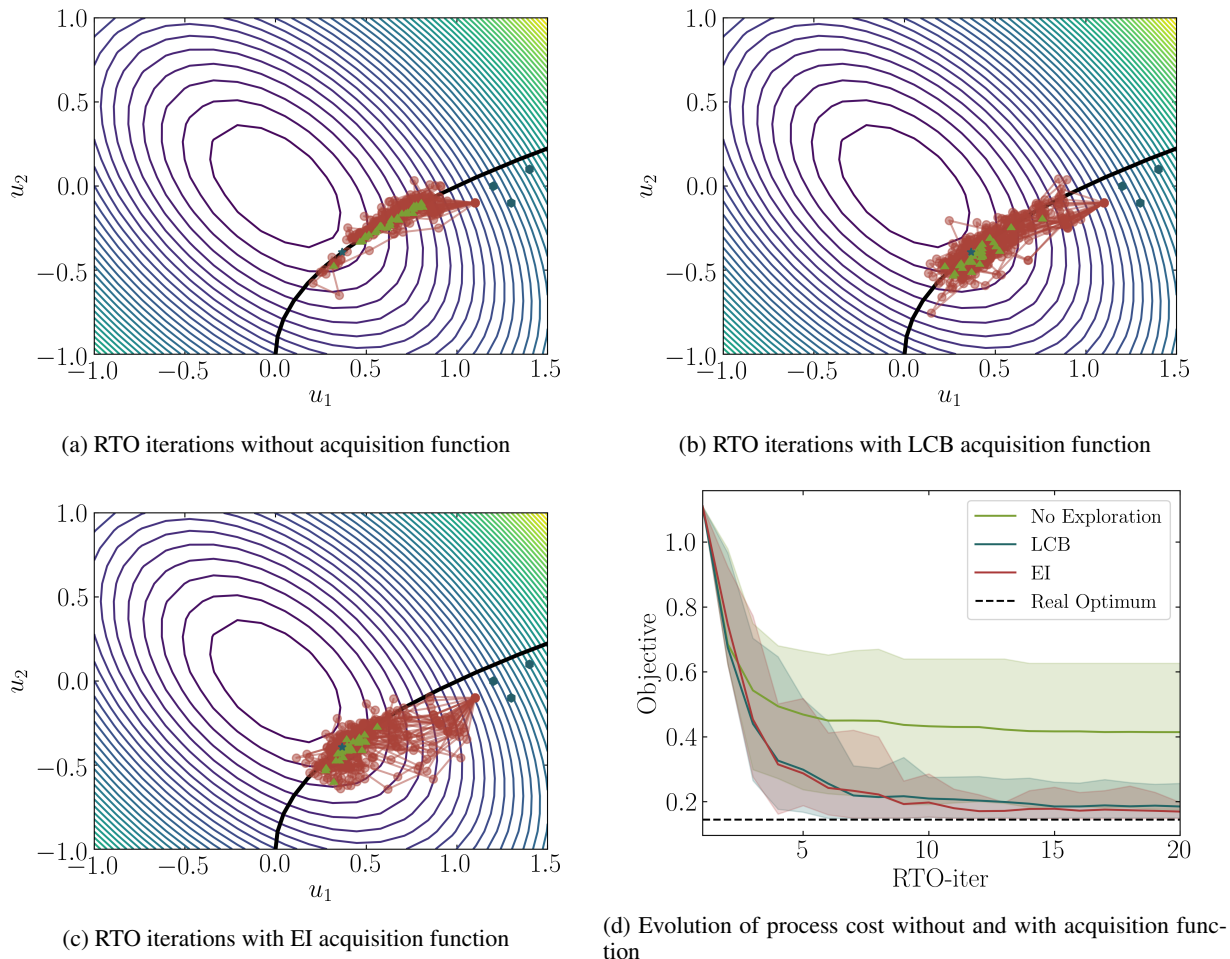 1.0
0.5
0.0
−0.5
−1.0
u2
−1.0 −0.5 0.0 0.5 1.0 1.5
u1
(a) RTO iterations without acquisition function
1.0
0.5
0.0
−0.5
−1.0
u2
−1.0 −0.5 0.0 0.5 1.0 1.5
u1
(b) RTO iterations with LCB acquisition function
1.0
0.5
0.0
−0.5
−1.0
u2
−1.0 −0.5 0.0 0.5 1.0 1.5
u1
(c) RTO iterations with EI acquisition function
No Exploration
LCB
EI
Real Optimum
1.0
0.8
0.6
0.4
0.2
Objective
5 10 15 20
RTO-iter
(d) Evolution of process cost without and with acquisition func-
tion